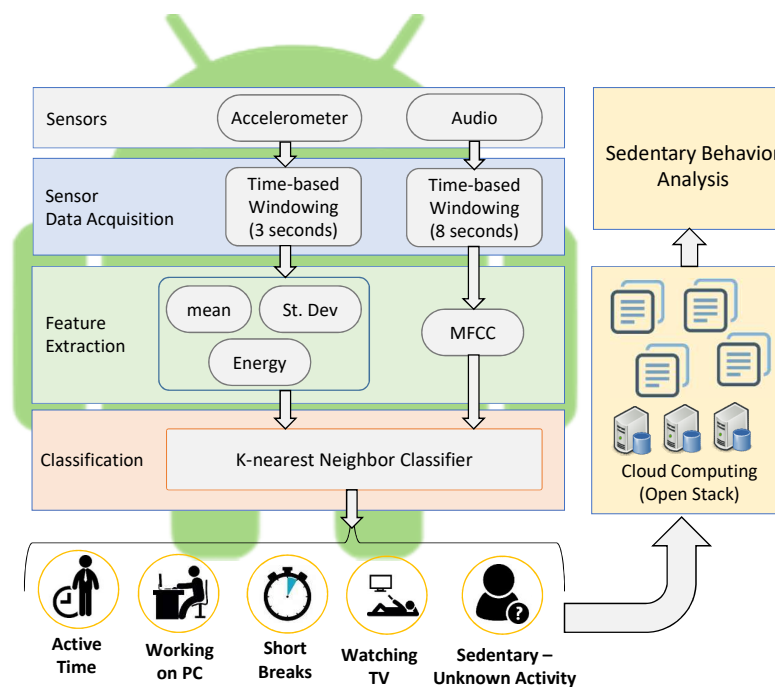 Sensors
Accelerometer
Audio
Sensor
Data Acquisition
Time-based
Windowing
(3 seconds)
Time-based
Windowing
(8 seconds)
Feature
Extraction
mean
St. Dev
Energy
MFCC
Classification
K-nearest Neighbor Classifier
Active
Time
Working
on PC
Short
Breaks
Watching
TV
?
Sedentary –
Unknown Activity
Sedentary Behavior
Analysis
Cloud Computing
(Open Stack)